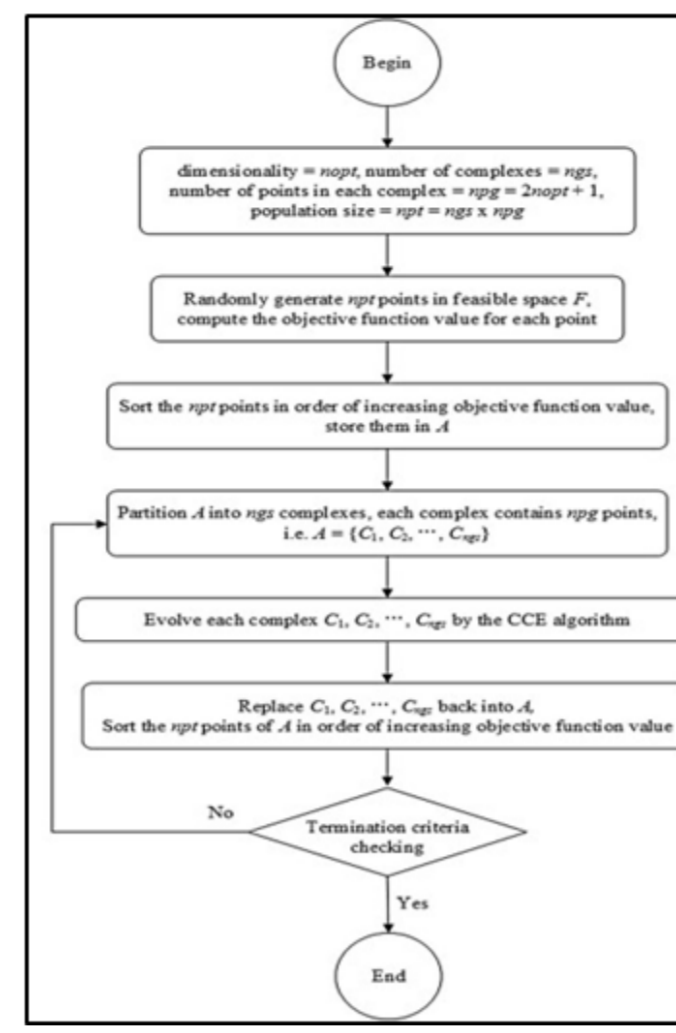 Begin
dimensionality = nopt, number of complexes = ngs,
number of points in each complex = npg = 2nopt + 1,
population size = npt = ngs x npg
Randomly generate npt points in feasible space F,
compute the objective function value for each point
Sort the npt points in order of increasing objective function value,
store them in A
Partition A into ngs complexes, each complex contains npg points,
i.e. A = {C₁, C₂, ⋯, Cngs}
Evolve each complex C₁, C₂, ⋯, Cngs by the CCE algorithm
Replace C₁, C₂, ⋯, Cngs back into A,
Sort the npt points of A in order of increasing objective function value
No
Termination criteria
checking
Yes
End